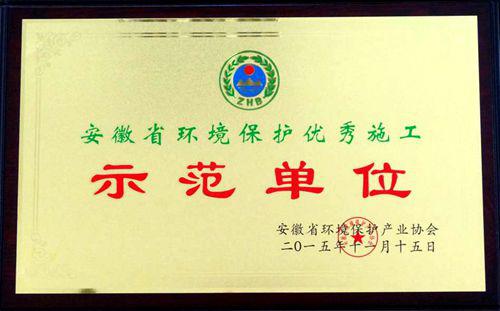 ZHB
安徽省环境保护优秀施工
示范单位
安徽省环境保护产业协会
二O一五年十一月十五日